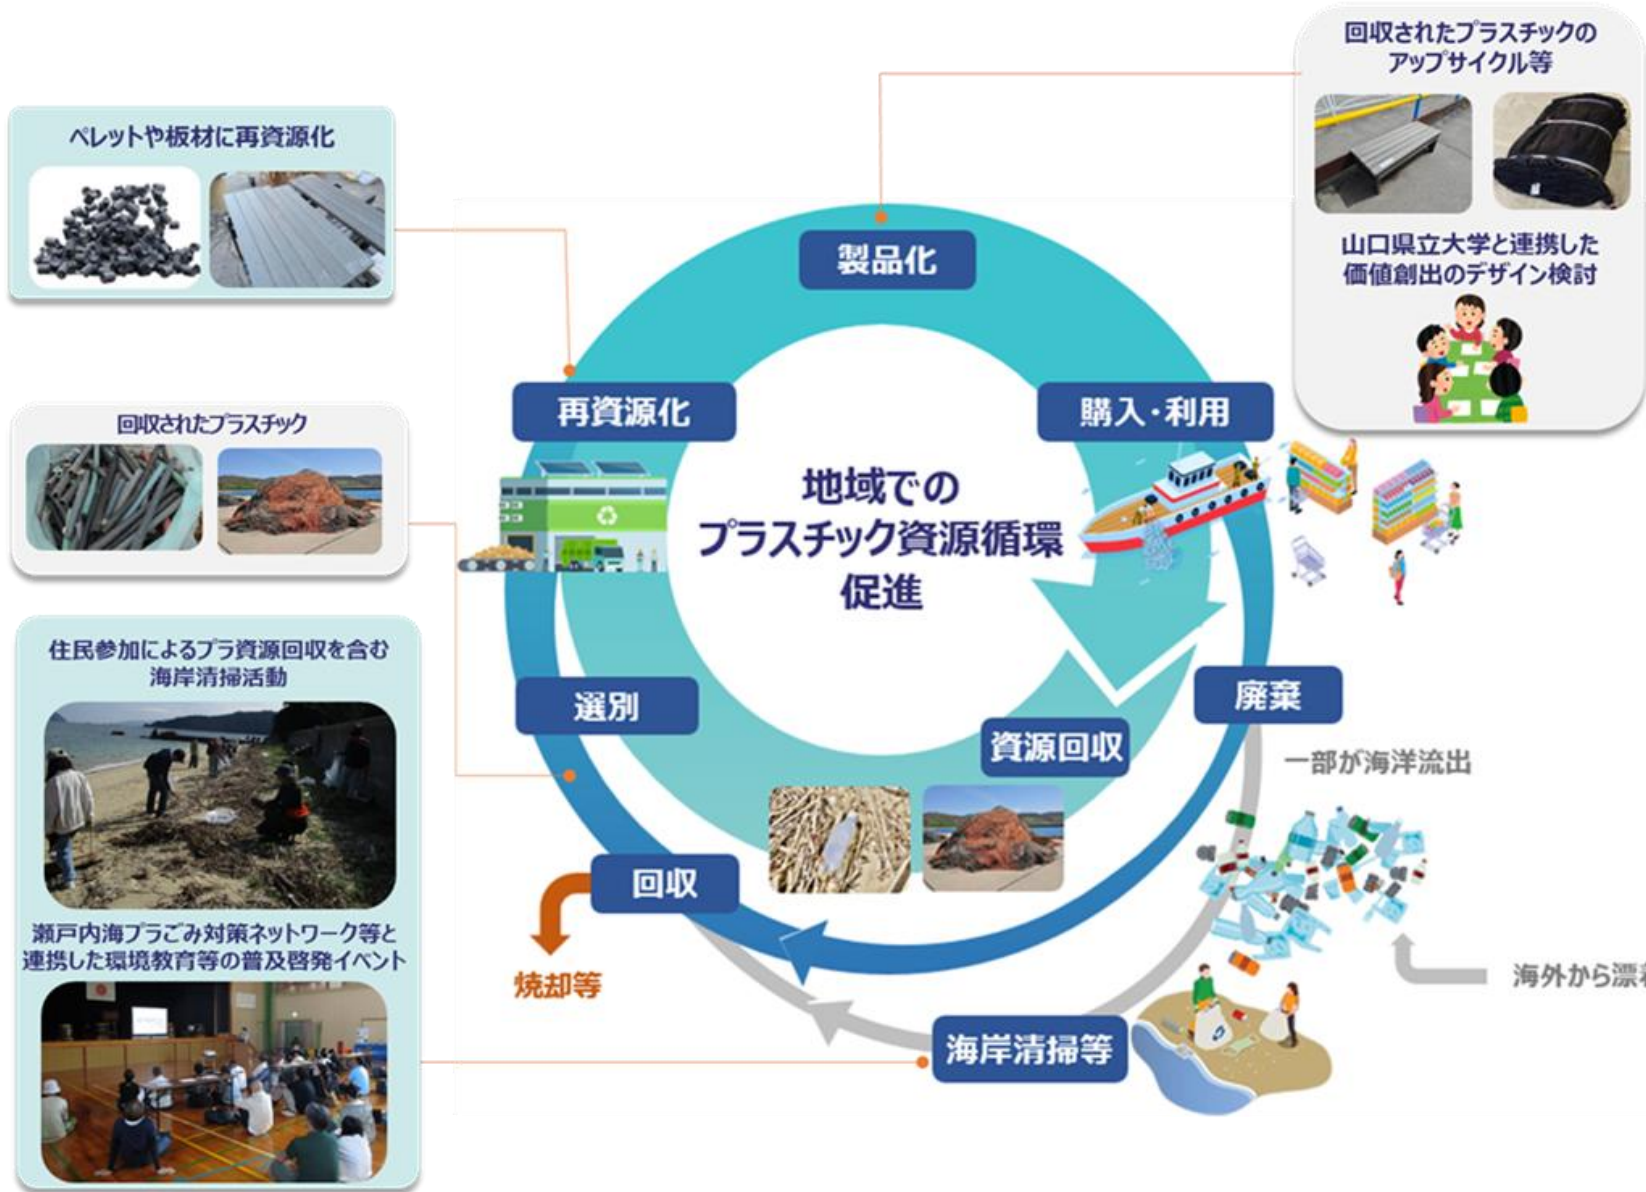 回収されたプラスチックの
アップサイクル等
山口県立大学と連携した
価値創出のデザイン検討
ペレットや板材に再資源化
製品化
再資源化
購入・利用
回収されたプラスチック
地域での
プラスチック資源循環
促進
住民参加によるプラ資源回収を含む
海岸清掃活動
選別
廃棄
資源回収
一部が海洋流出
回収
瀬戸内海プラごみ対策ネットワーク等と
連携した環境教育等の普及啓発イベント
焼却等
海外から漂
海岸清掃等